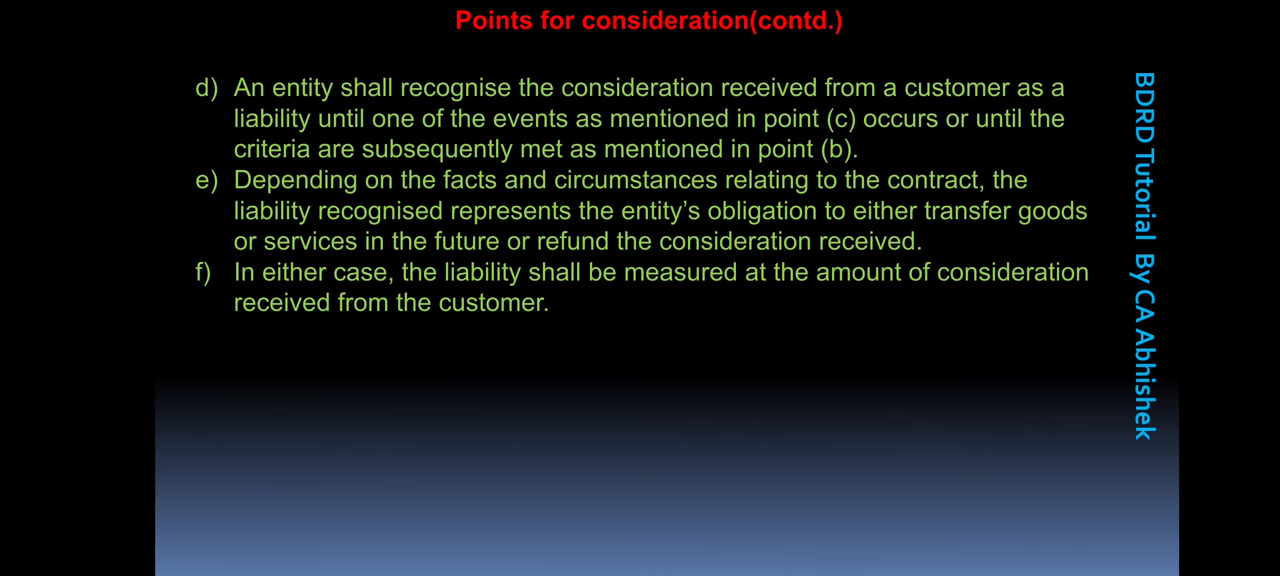 Points for consideration(contd.)
d) An entity shall recognise the consideration received from a customer as a
liability until one of the events as mentioned in point (c) occurs or until the
criteria are subsequently met as mentioned in point (b).
e) Depending on the facts and circumstances relating to the contract, the
liability recognised represents the entity’s obligation to either transfer goods
or services in the future or refund the consideration received.
f) In either case, the liability shall be measured at the amount of consideration
received from the customer.
BDRD Tutorial By CA Abhishek